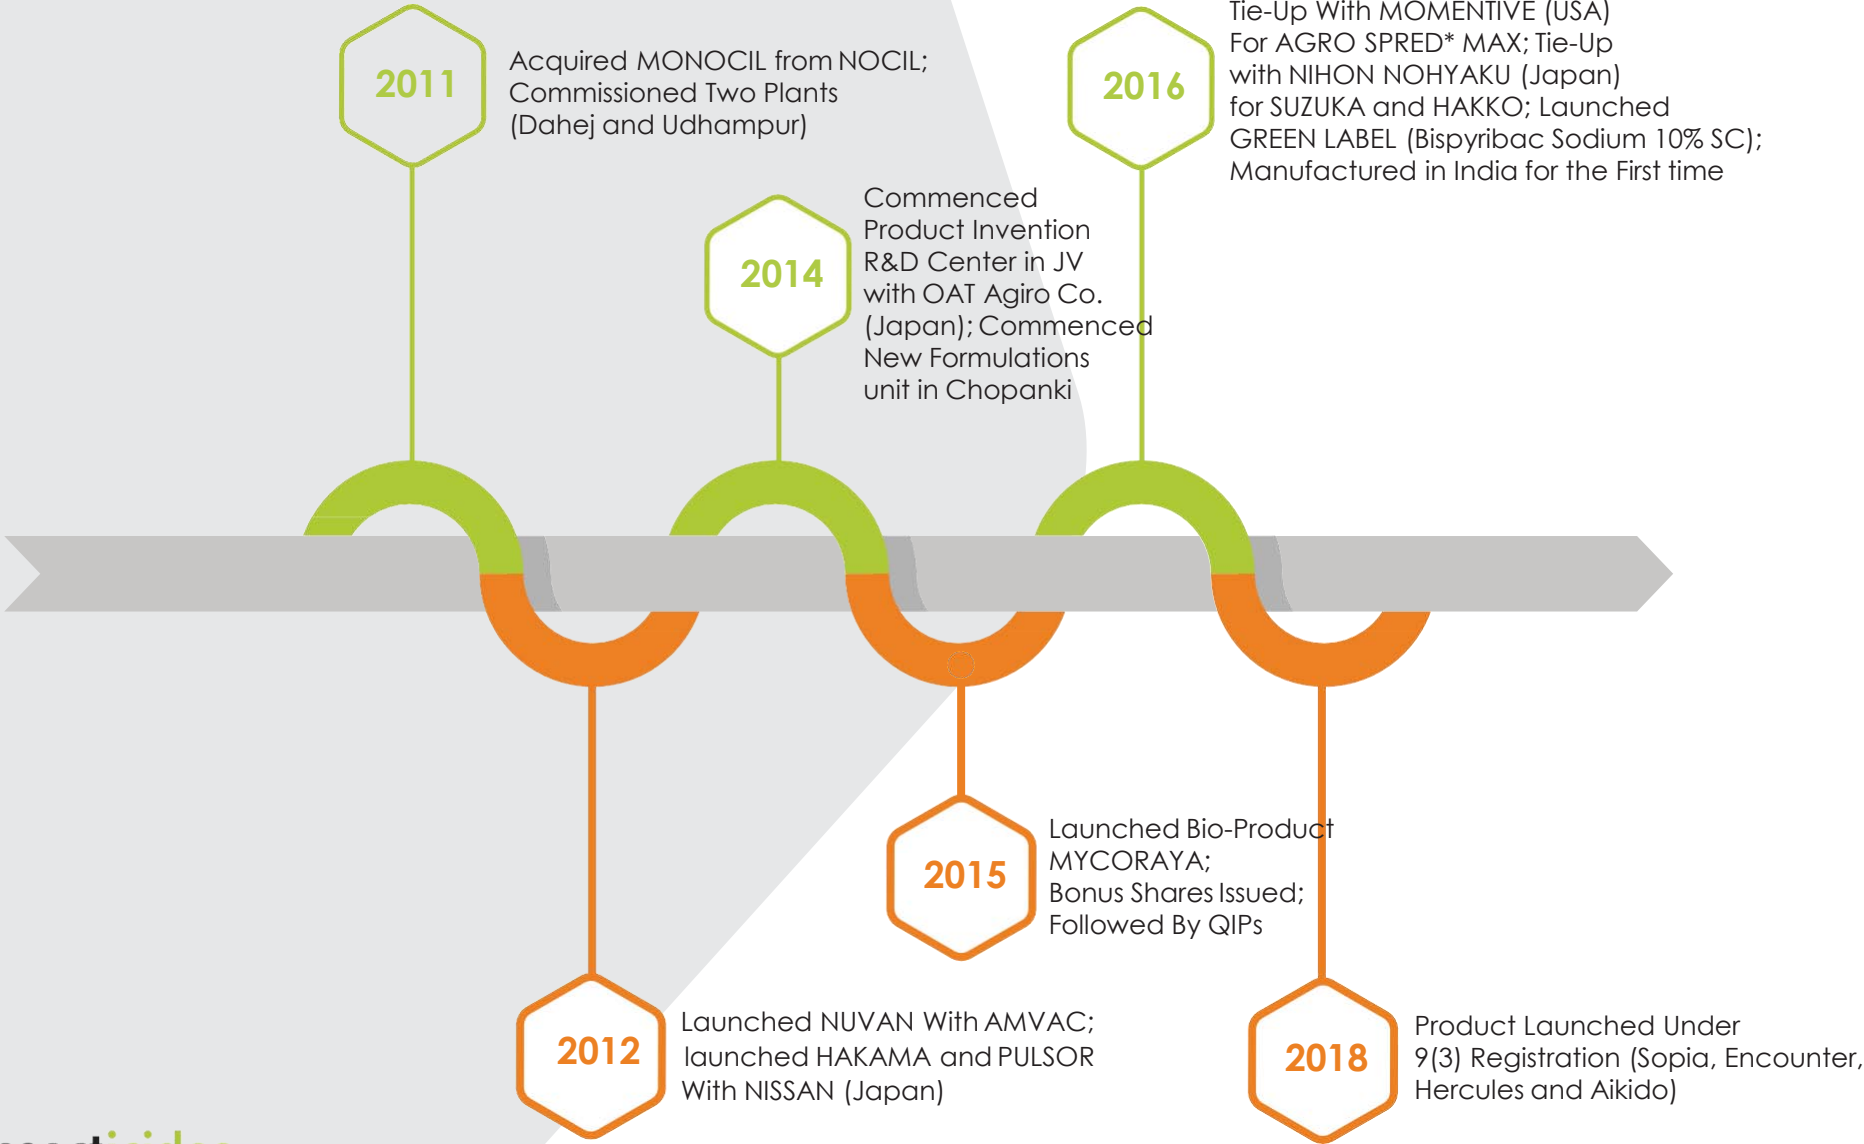 2011
Acquired MONOCIL from NOCIL;
Commissioned Two Plants
(Dahej and Udhampur)
2014
Commenced
Product Invention
R&D Center in JV
with OAT Agiro Co.
(Japan); Commenced
New Formulations
unit in Chopanki
2016
Tie-Up With MOMENTIVE (USA)
For AGRO SPRED* MAX; Tie-Up
with NIHON NOHYAKU (Japan)
for SUZUKA and HAKKO; Launched
GREEN LABEL (Bispyribac Sodium 10% SC);
Manufactured in India for the First time
2012
Launched NUVAN With AMVAC;
launched HAKAMA and PULSOR
With NISSAN (Japan)
2015
Launched Bio-Product
MYCORAYA;
Bonus Shares Issued;
Followed By QIPs
2018
Product Launched Under
9(3) Registration (Sopia, Encounter,
Hercules and Aikido)